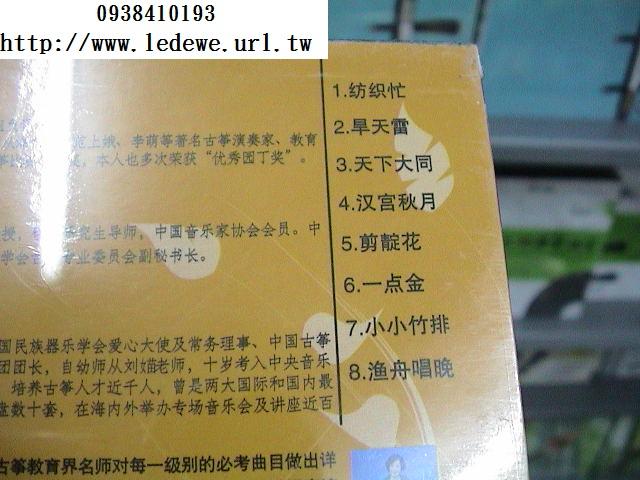 0938410193
http://www.ledewe.url.tw
1.纺织忙
2.旱天雷
3.天下大同
4.汉宫秋月
5.剪靛花
6.一点金
7.小小竹排
8.渔舟唱晚
范上娥、李萌等著名古筝演奏家、教育
，本人也多次荣获“优秀园丁奖”。
授，
究生导师，中国音乐家协会会员。中
学会
专业委员会副秘书长。
国民族器乐学会爱心大使及常务理事、中国古筝
团团长，自幼师从刘
老师，十岁考入中央音乐
培养古筝人才近千人，曾是两大国际和国内最
盘数十套，在海内外举办专场音乐会及讲座近百
古筝教育界名师对每一级别的必考曲目做出详